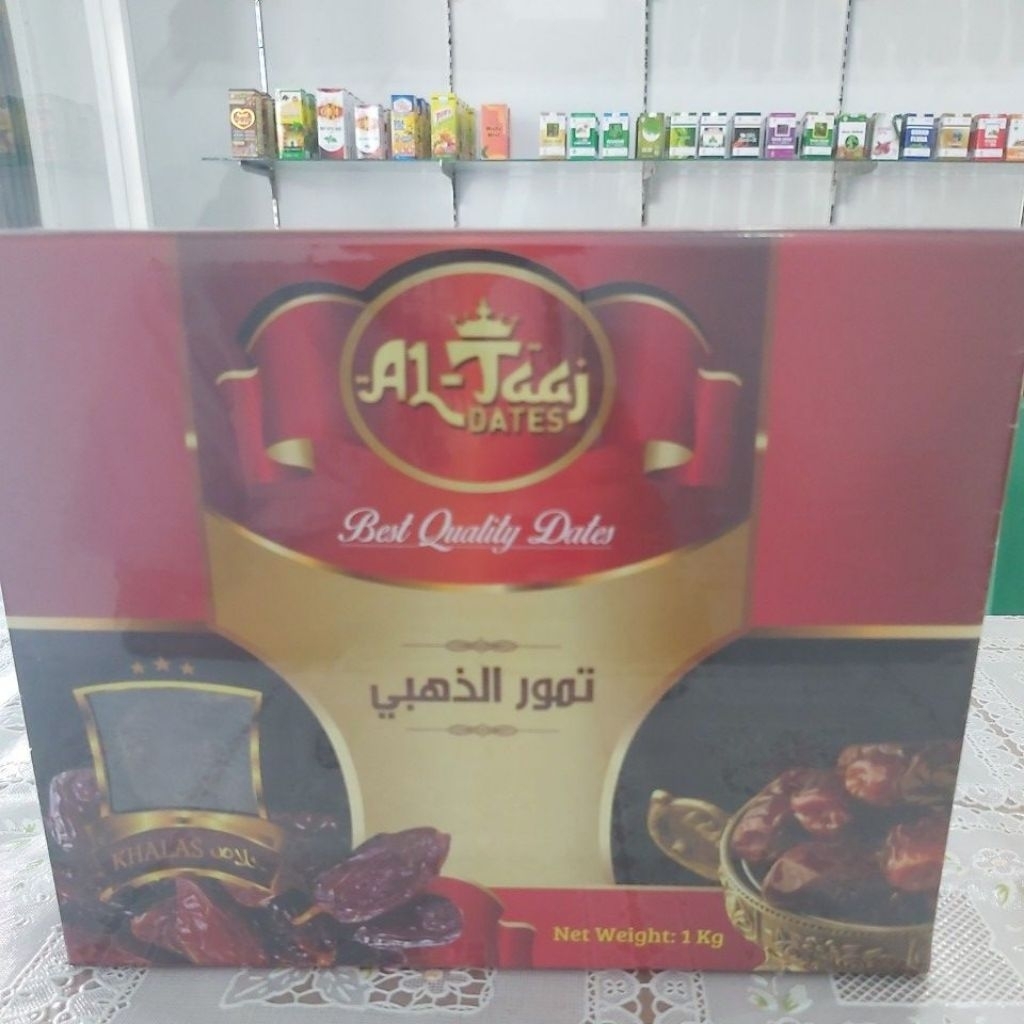 AL-Taaj
DATES
Best Quality Dates
تمور الذهبي
KHALAS خلاص
Net Weight: 1 Kg